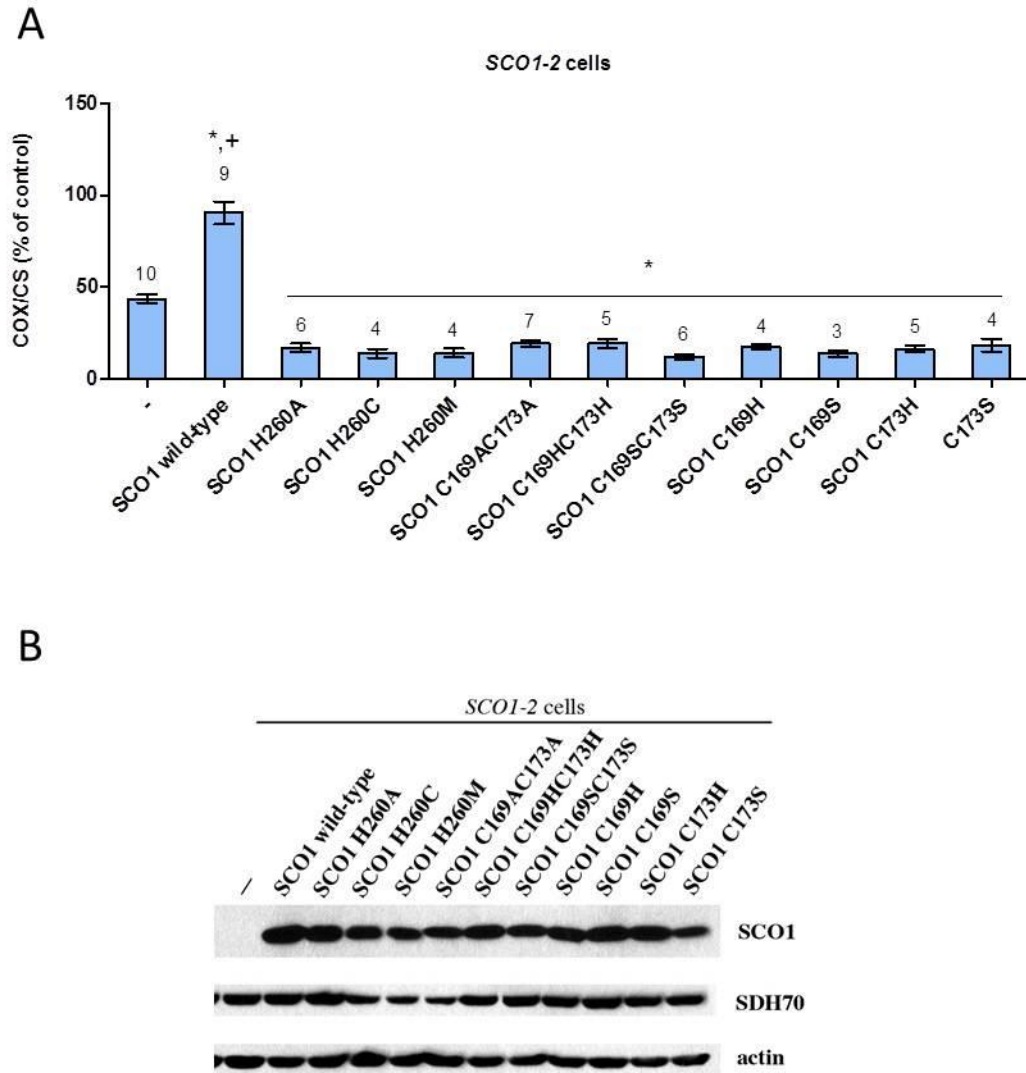 A
SCO1-2 cells
COX/CS (% of control)
150
100
50
0
*,+
10
9
6
4
4
7
5
6
4
3
5
4
*
-
SCO1 wild-type
SCO1 H260A
SCO1 H260C
SCO1 H260M
SCO1 C169AC173A
SCO1 C169HC173H
SCO1 C169SC173S
SCO1 C169H
SCO1 C169S
SCO1 C173H
C173S
B
SCO1-2 cells
/
SCO1 wild-type
SCO1 H260A
SCO1 H260C
SCO1 H260M
SCO1 C169AC173A
SCO1 C169HC173H
SCO1 C169SC173S
SCO1 C169H
SCO1 C169S
SCO1 C173H
SCO1 C173S
SCO1
SDH70
actin